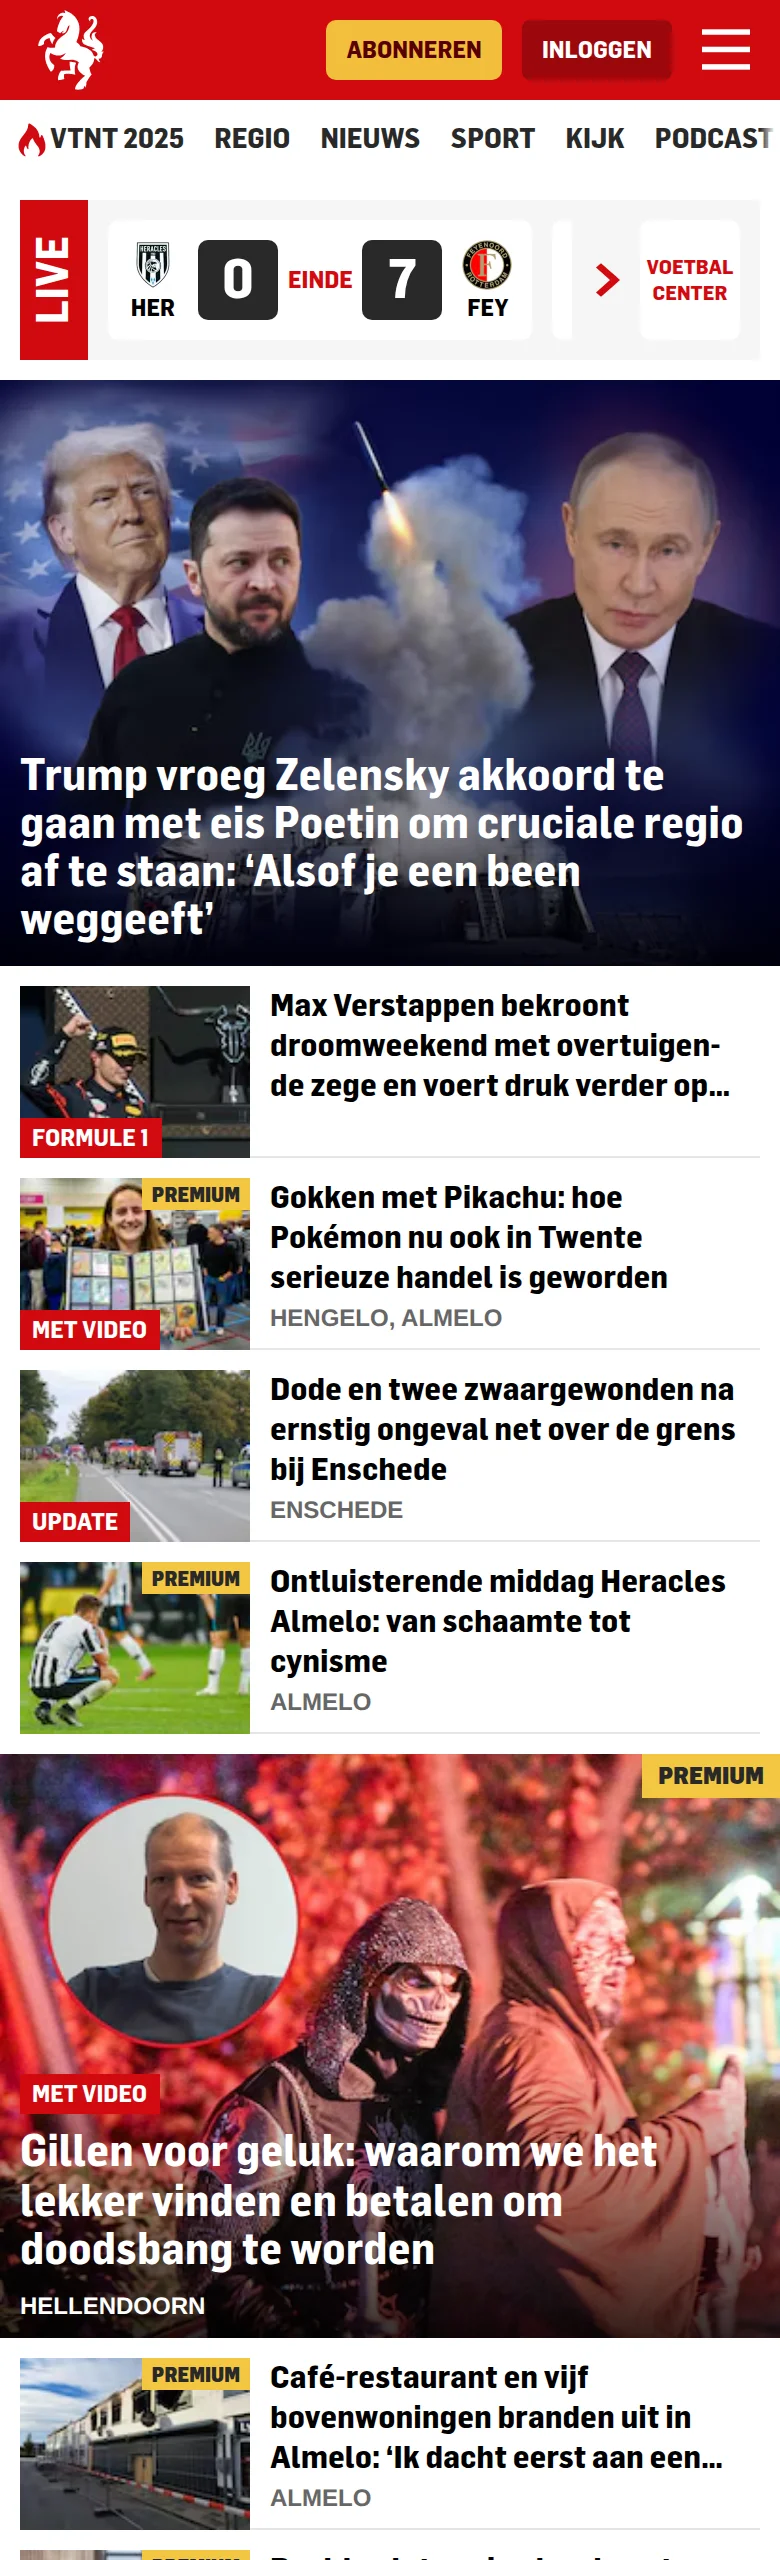 ABONNEREN
INLOGGEN
VTNT 2025 REGIO NIEUWS SPORT KIJK PODCAST
LIVE
HERACLES
HER
0
EINDE
7
FEYENOORD
ROTTERDAM
FEY
VOETBAL
CENTER
Trump vroeg Zelensky akkoord te
gaan met eis Poetin om cruciale regio
af te staan: ‘Alsof je een been
weggeeft’
FORMULE 1
Max Verstappen bekroont
droomweekend met overtuigen-
de zege en voert druk verder op...
PREMIUM
MET VIDEO
Gokken met Pikachu: hoe
Pokémon nu ook in Twente
serieuze handel is geworden
HENGELO, ALMELO
UPDATE
Dode en twee zwaargewonden na
ernstig ongeval net over de grens
bij Enschede
ENSCHEDE
PREMIUM
Ontluisterende middag Heracles
Almelo: van schaamte tot
cynisme
ALMELO
PREMIUM
MET VIDEO
Gillen voor geluk: waarom we het
lekker vinden en betalen om
doodsbang te worden
HELLENDOORN
PREMIUM
Café-restaurant en vijf
bovenwoningen branden uit in
Almelo: ‘Ik dacht eerst aan een...
ALMELO
PREMIUM